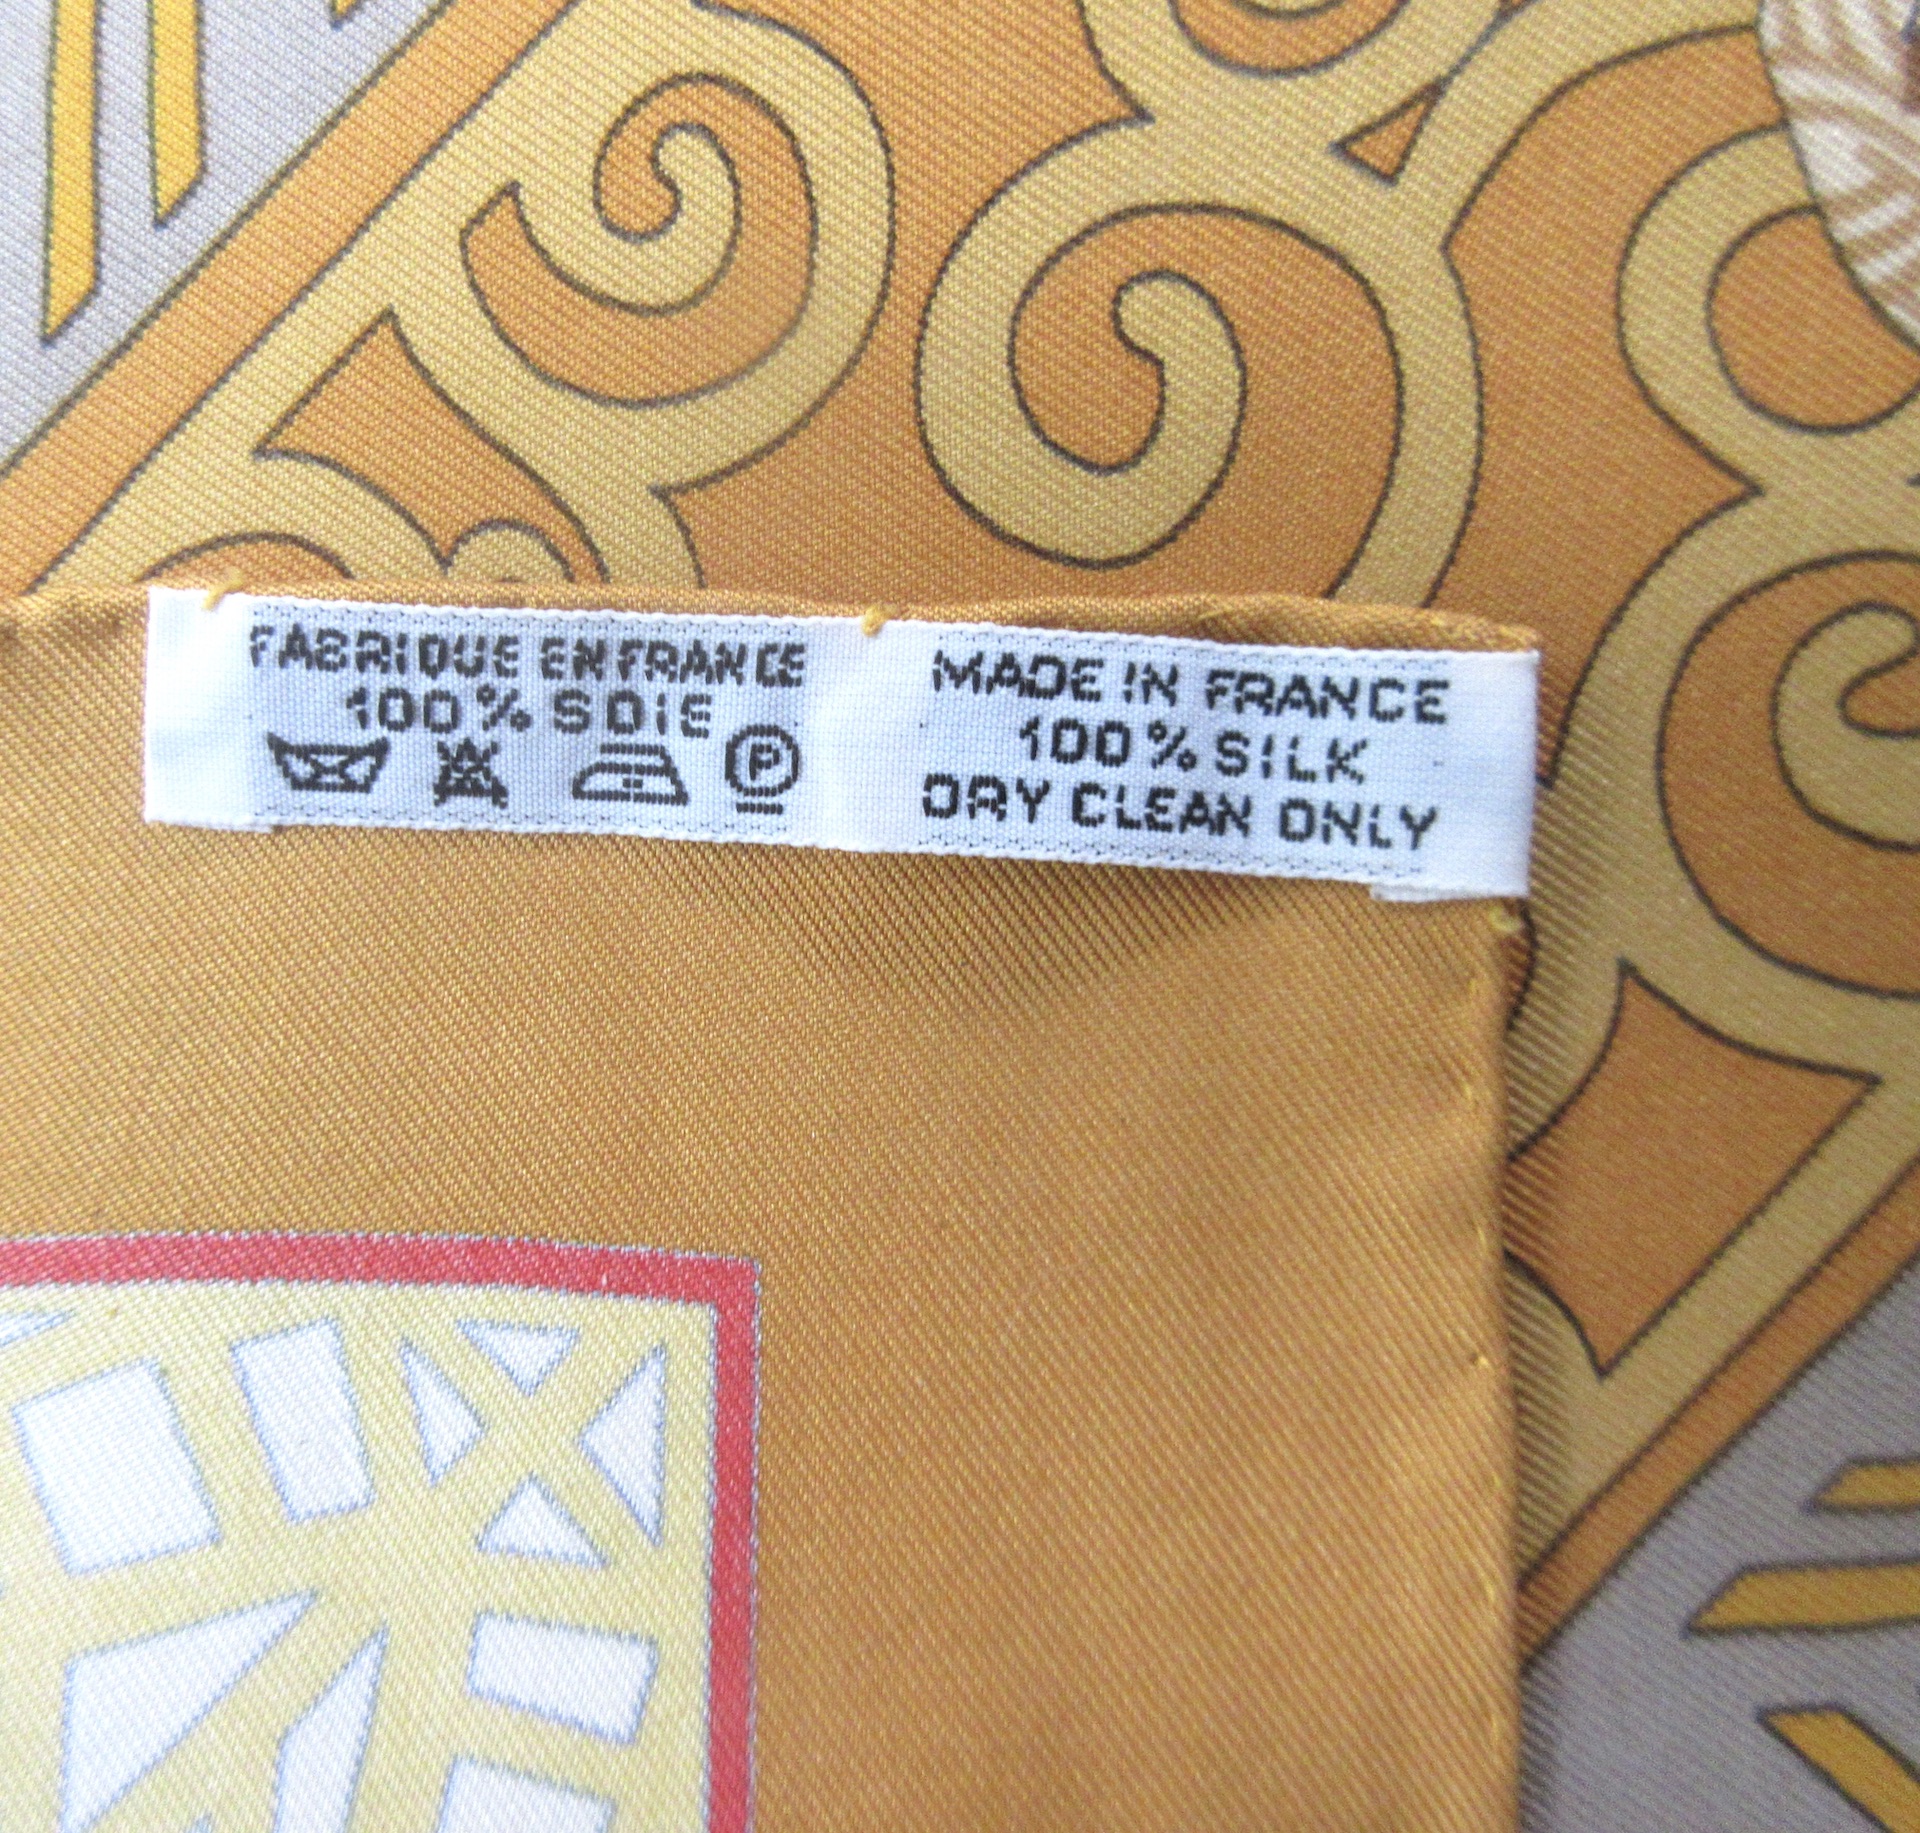 FABRIQUE EN FRANCE
100% SOIE
P
MADE IN FRANCE
100% SILK
DRY CLEAN ONLY